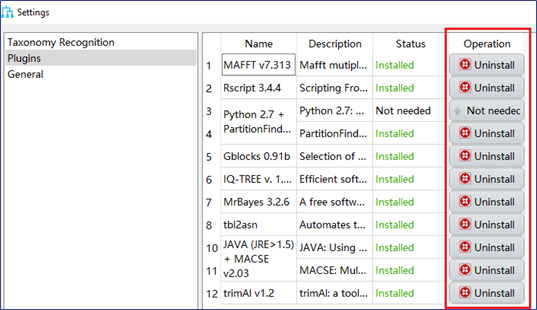 Settings
Taxonomy Recognition
Plugins
General
Name Description Status Operation
1 MAFFT v7.313 Mafft mutipl... Installed Uninstall
2 Rscript 3.4.4 Scripting Fro... Installed Uninstall
3 Python 2.7 + Python 2.7: ... Not needed Not needed
4 PartitionFind... PartitionFind... Installed Uninstall
5 Gblocks 0.91b Selection of ... Installed Uninstall
6 IQ-TREE v. 1.... Efficient soft... Installed Uninstall
7 MrBayes 3.2.6 A free softw... Installed Uninstall
8 tbl2asn Automates t... Installed Uninstall
10 JAVA (JRE>1.5) JAVA: Using ... Installed Uninstall
+ MACSE
11 v2.03 MACSE: Mul... Installed Uninstall
12 trimAl v1.2 trimAl: a tool... Installed Uninstall